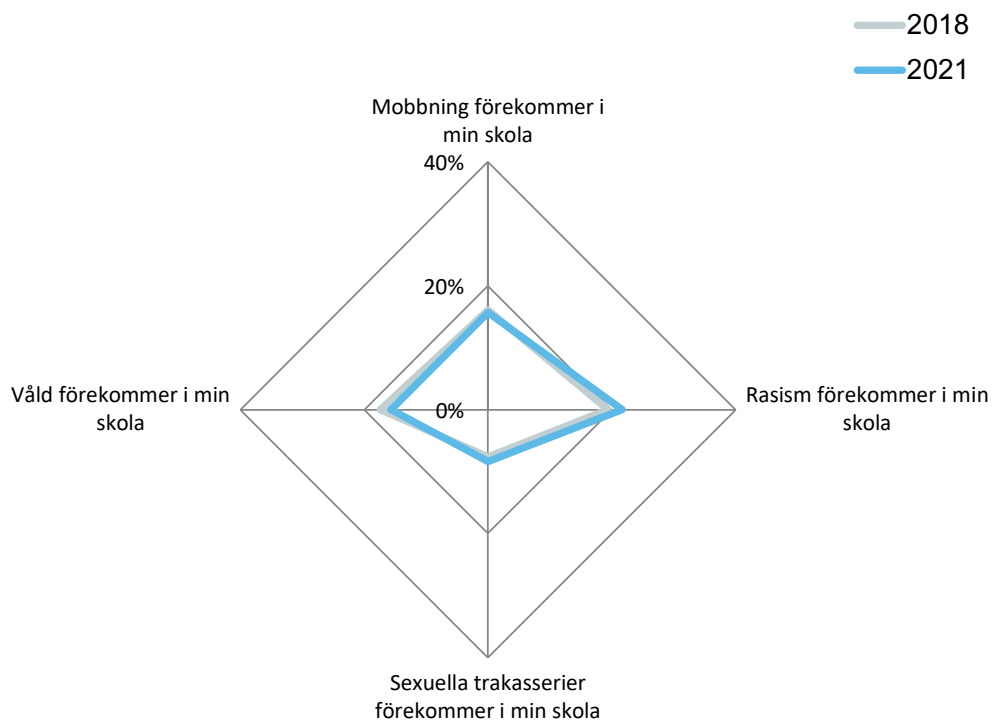 2018
2021
Mobbning förekommer i
min skola
40%
20%
0%
Våld förekommer i min
skola
Rasism förekommer i min
skola
Sexuella trakasserier
förekommer i min skola